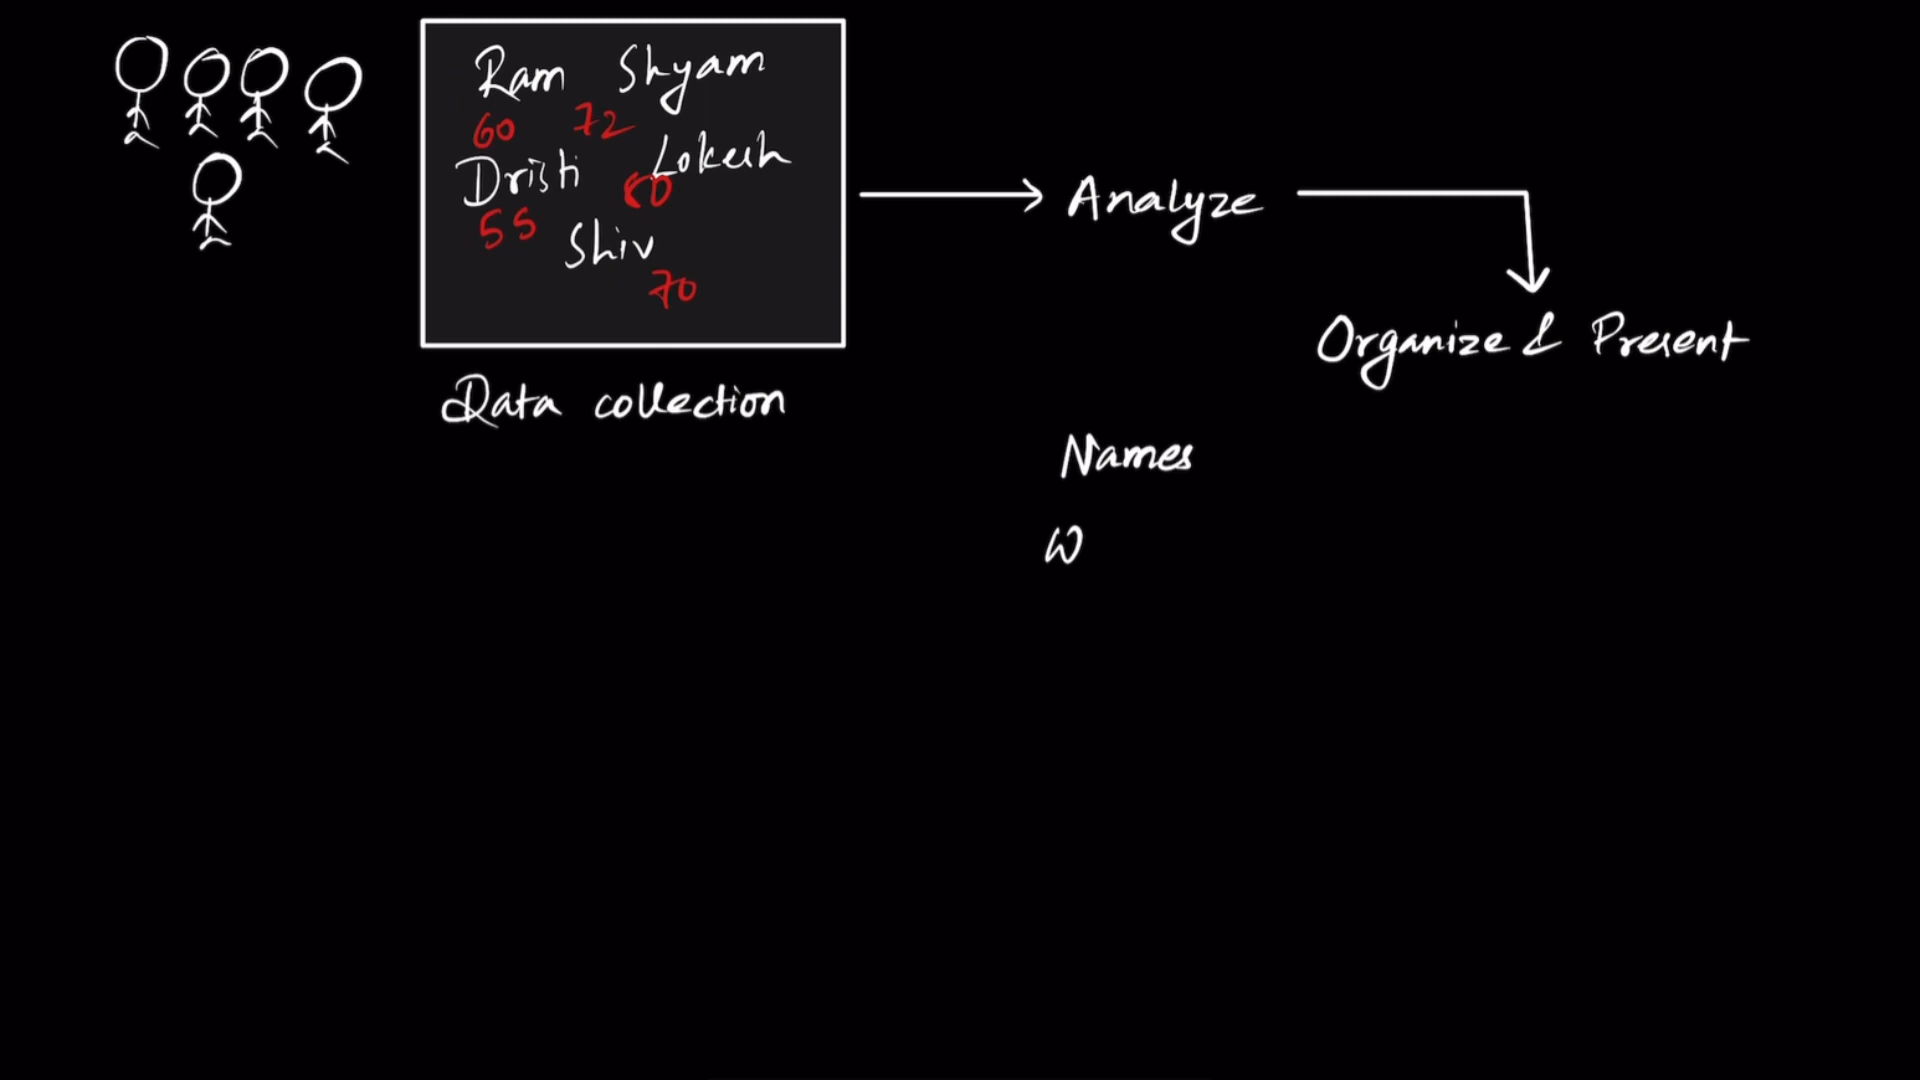 Ram Shyam
60 72
Dristi Lokesh
55 80
Shiv
70
Data collection
Analyze
Organize & Present
Names
W